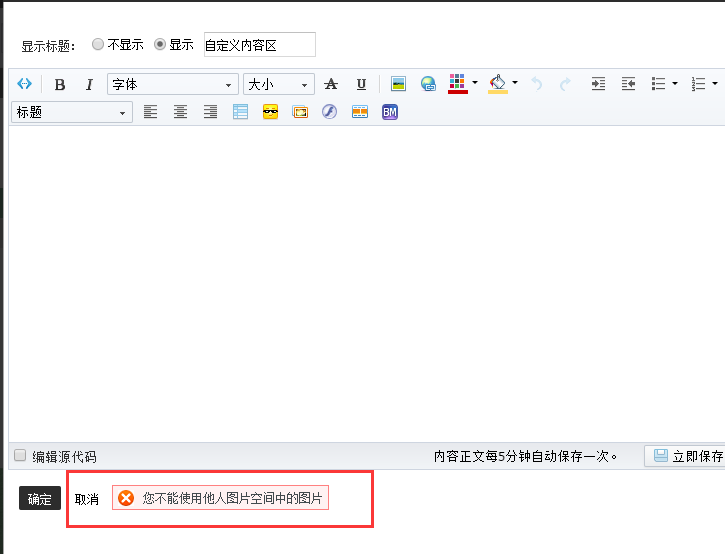 显示标题： 不显示 显示 自定义内容区
B I 字体 大小 A U
标题 BM
编辑源代码 内容正文每5分钟自动保存一次。 立即保存
确定 取消 您不能使用他人图片空间中的图片